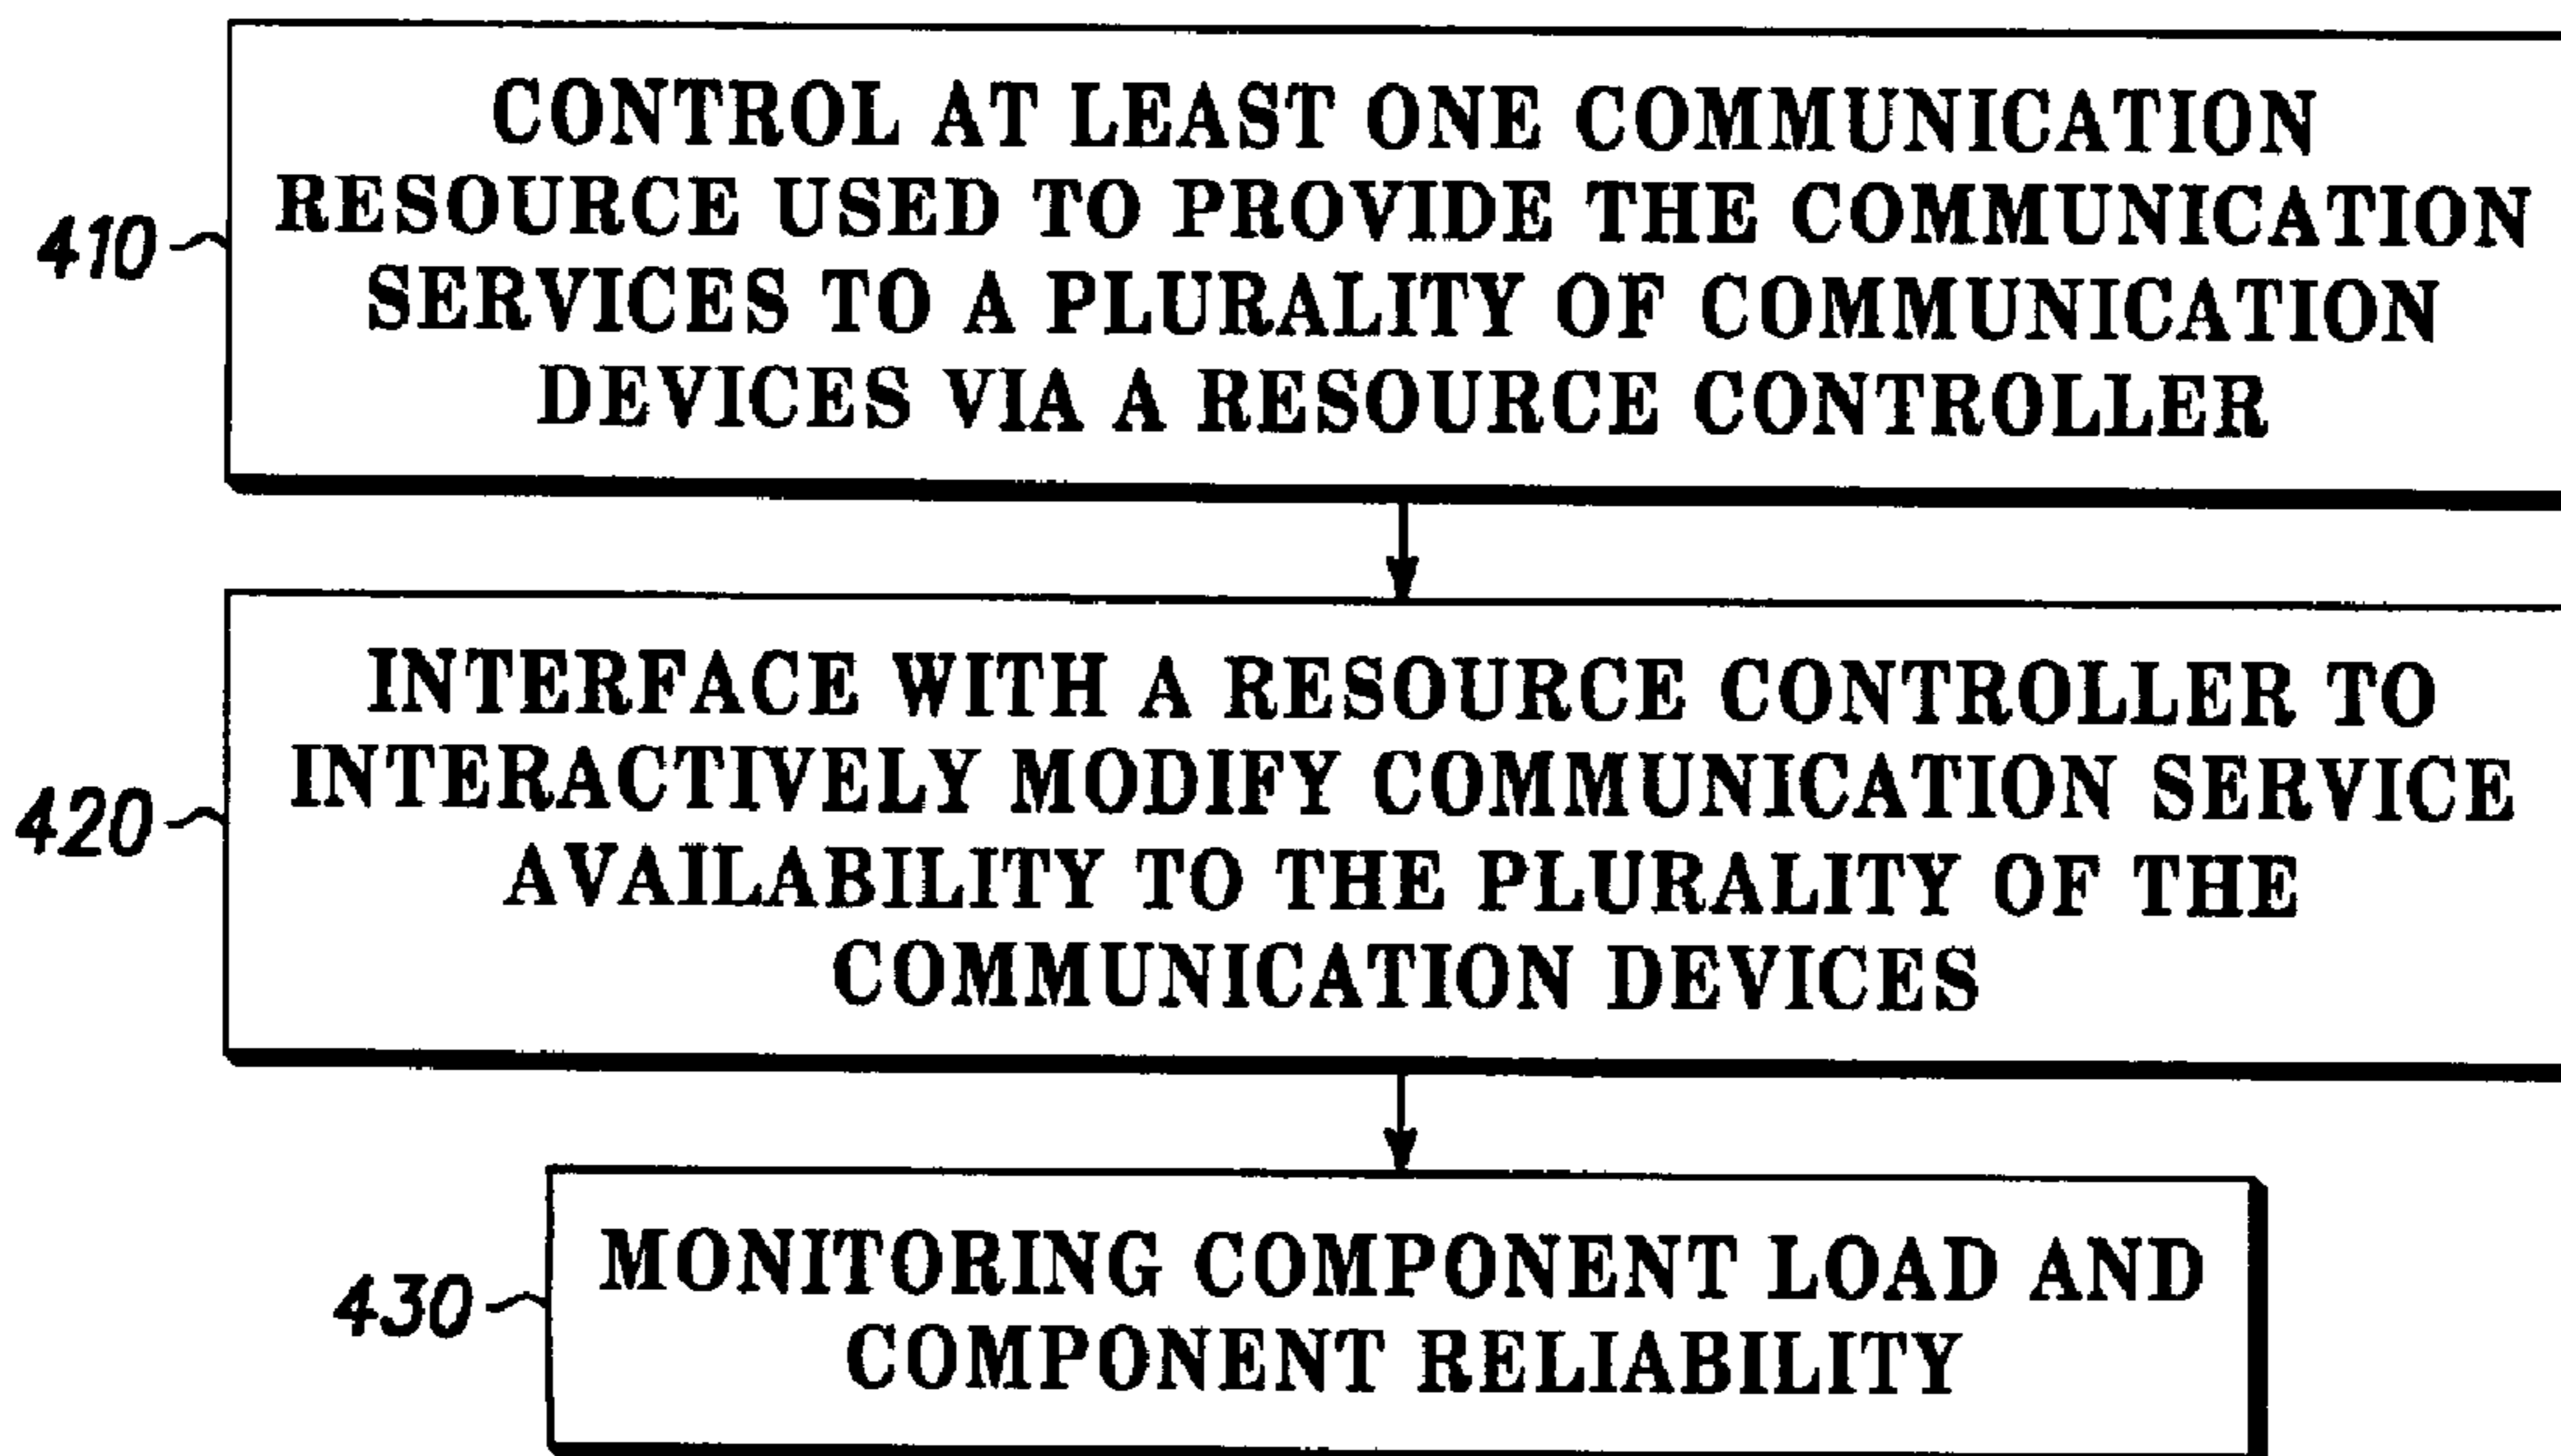 CONTROL AT LEAST ONE COMMUNICATION
RESOURCE USED TO PROVIDE THE COMMUNICATION
SERVICES TO A PLURALITY OF COMMUNICATION
DEVICES VIA A RESOURCE CONTROLLER
410
INTERFACE WITH A RESOURCE CONTROLLER TO
INTERACTIVELY MODIFY COMMUNICATION SERVICE
AVAILABILITY TO THE PLURALITY OF THE
COMMUNICATION DEVICES
420
MONITORING COMPONENT LOAD AND
COMPONENT RELIABILITY
430